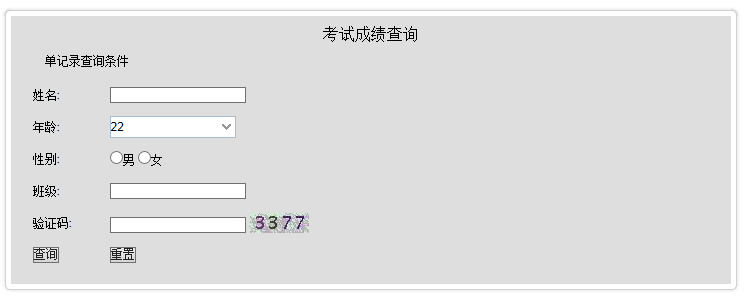 考试成绩查询
单记录查询条件
姓名:
年龄: 22
性别: 男 女
班级:
验证码: 3377
查询 重置